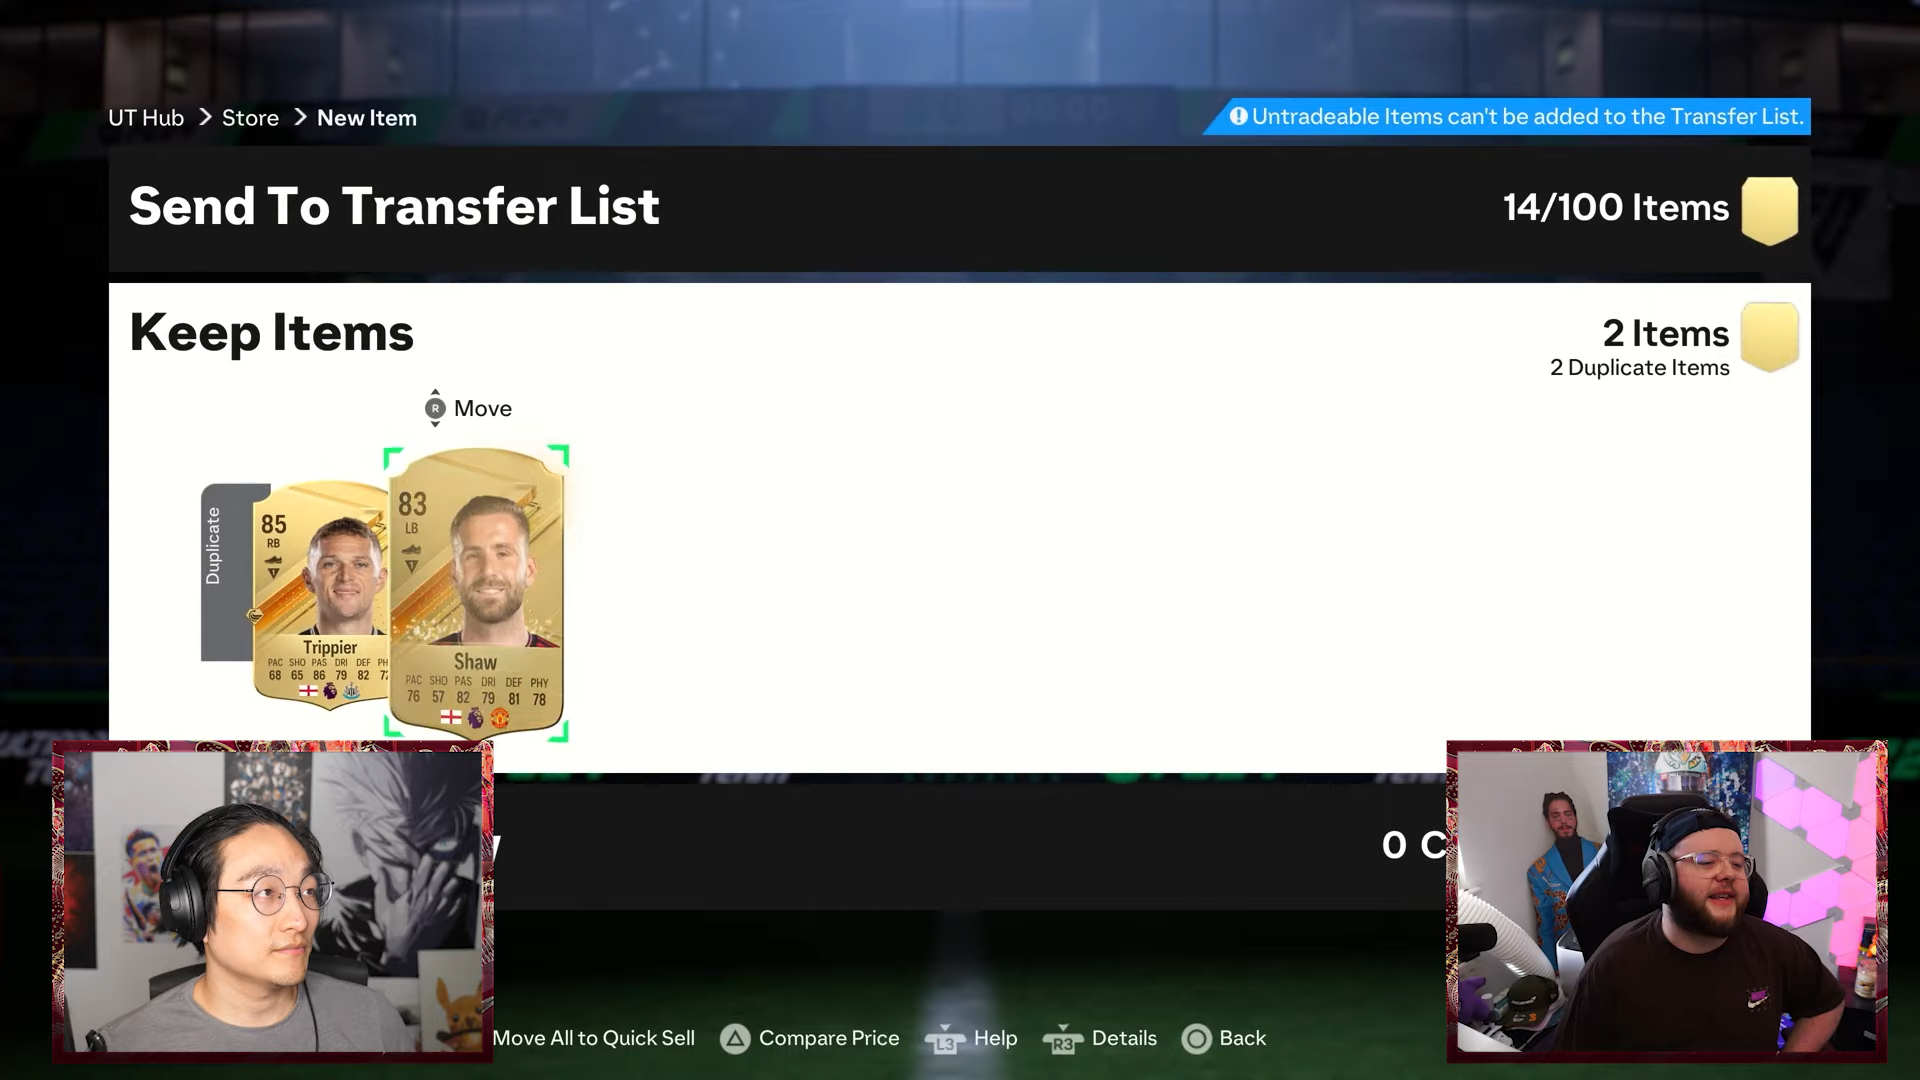 UT Hub > Store > New Item
Untradeable Items can't be added to the Transfer List.
Send To Transfer List
14/100 Items
Keep Items
2 Items
2 Duplicate Items
R Move
Duplicate
85
RB
Trippier
PAC SHO PAS DRI DEF
68 65 86 79 82
83
LB
Shaw
PAC SHO PAS DRI DEF PHY
76 57 82 79 81 78
0 C
Move All to Quick Sell
Compare Price
L3 Help
R3 Details
Back